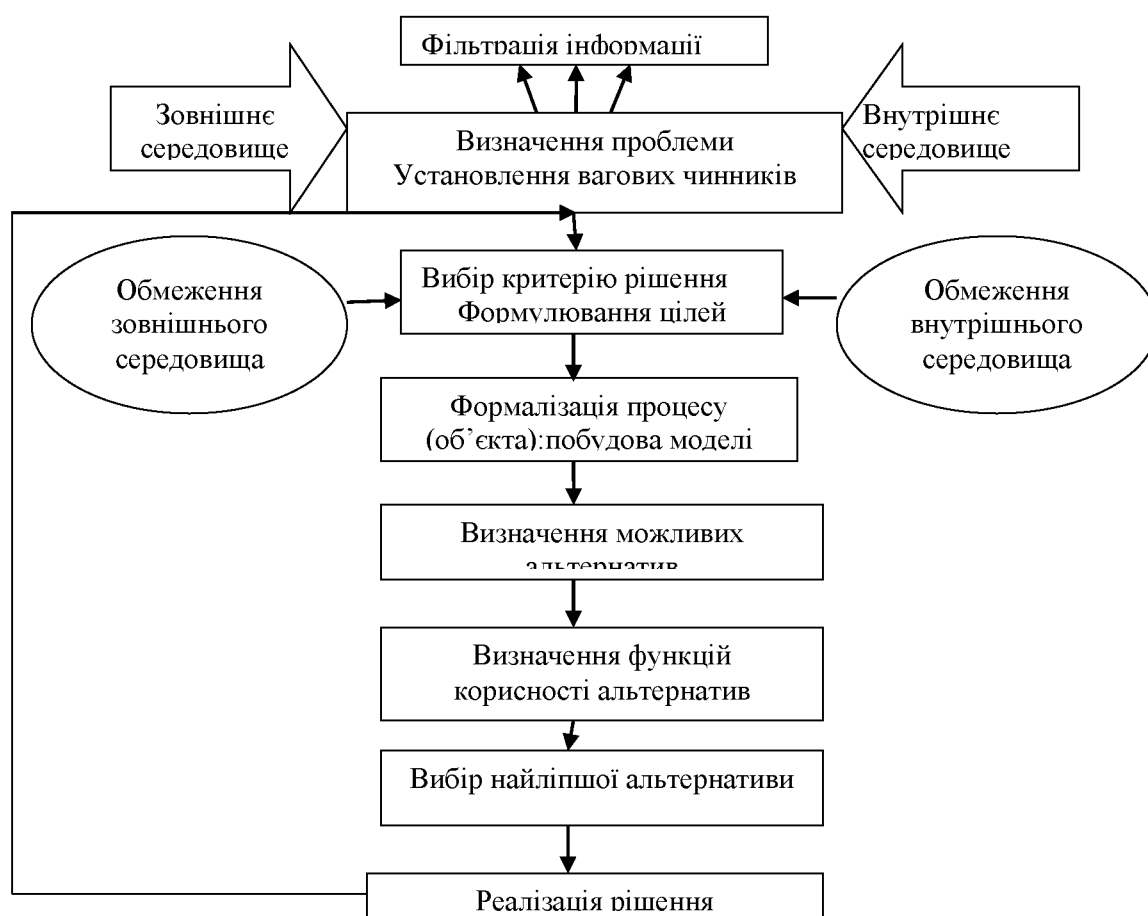 Фільтрація інформації
Зовнішнє
середовище
Визначення проблеми
Установлення вагових чинників
Внутрішнє
середовище
Обмеження
зовнішнього
середовища
Вибір критерію рішення
Формулювання цілей
Обмеження
внутрішнього
середовища
Формалізація процесу
(об’єкта):побудова моделі
Визначення можливих
альтернатив
Визначення функцій
корисності альтернатив
Вибір найліпшої альтернативи
Реалізація рішення